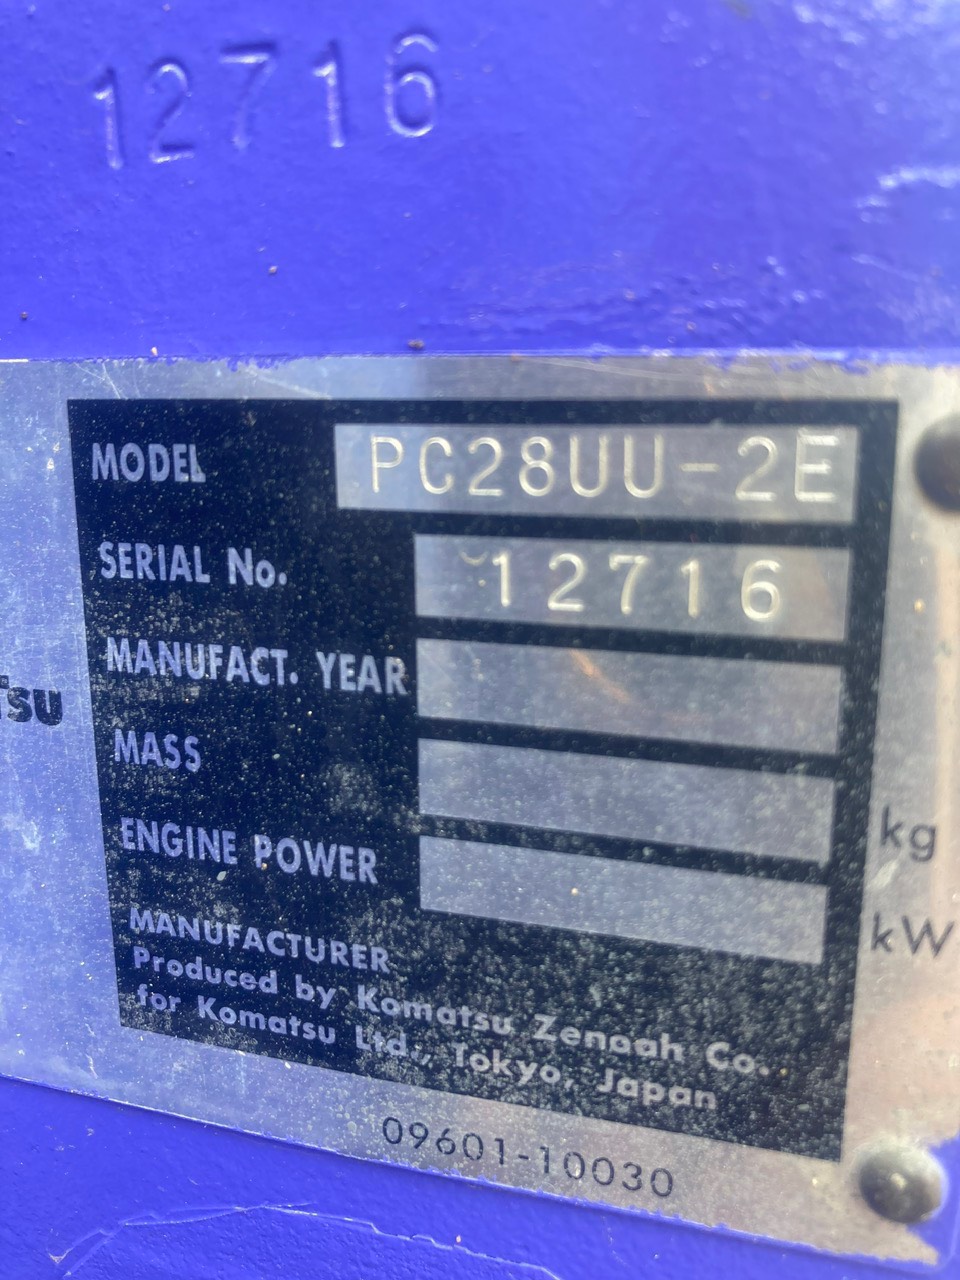 12716
MODEL PC28UU-2E
SERIAL No. 12716
MANUFACT. YEAR
tsu
MASS
kg
ENGINE POWER
kW
MANUFACTURER
Produced by Komatsu Zenoah Co.
for Komatsu Ltd., Tokyo, Japan
09601-10030